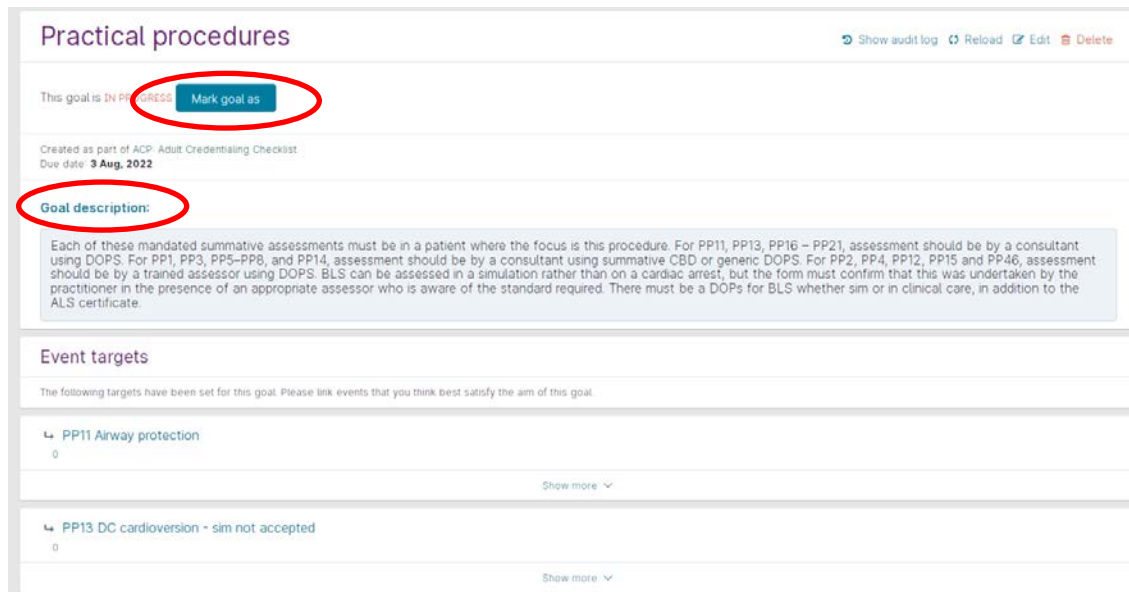 Practical procedures
Show audit log Reload Edit Delete
This goal is IN PROGRESS Mark goal as
Created as part of ACP: Adult Credentialing Checklist
Due date: 3 Aug, 2022
Goal description:
Each of these mandated summative assessments must be in a patient where the focus is this procedure. For PP11, PP13, PP16 – PP21, assessment should be by a consultant
using DOPS. For PP1, PP3, PP5–PP8, and PP14, assessment should be by a consultant using summative CBD or generic DOPS. For PP2, PP4, PP12, PP15 and PP46, assessment
should be by a trained assessor using DOPS. BLS can be assessed in a simulation rather than on a cardiac arrest, but the form must confirm that this was undertaken by the
practitioner in the presence of an appropriate assessor who is aware of the standard required. There must be a DOPs for BLS whether sim or in clinical care, in addition to the
ALS certificate.
Event targets
The following targets have been set for this goal. Please link events that you think best satisfy the aim of this goal.
PP11 Airway protection
0
Show more
PP13 DC cardioversion - sim not accepted
0
Show more